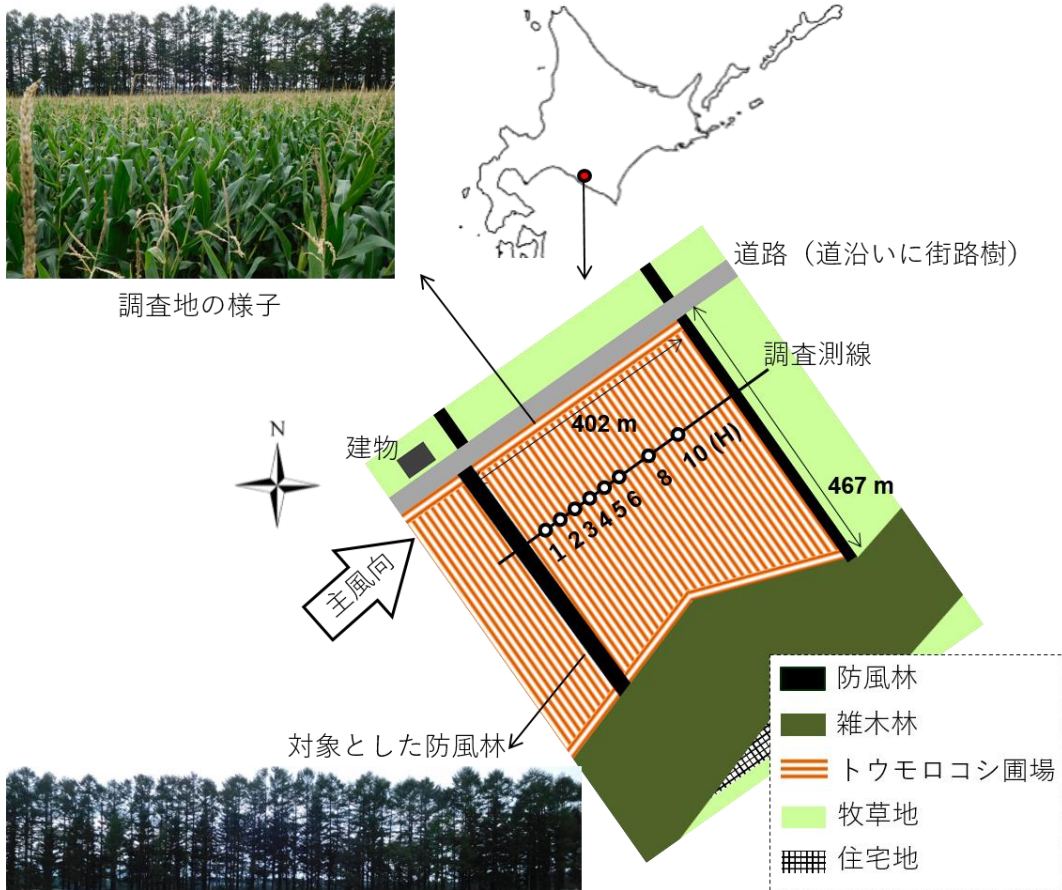 調査地の様子
道路（道沿いに街路樹）
調査測線
402 m
建物
N
1 2 3 4 5 6 8 10 (H)
467 m
主風向
対象とした防風林
防風林
雑木林
トウモロコシ圃場
牧草地
住宅地